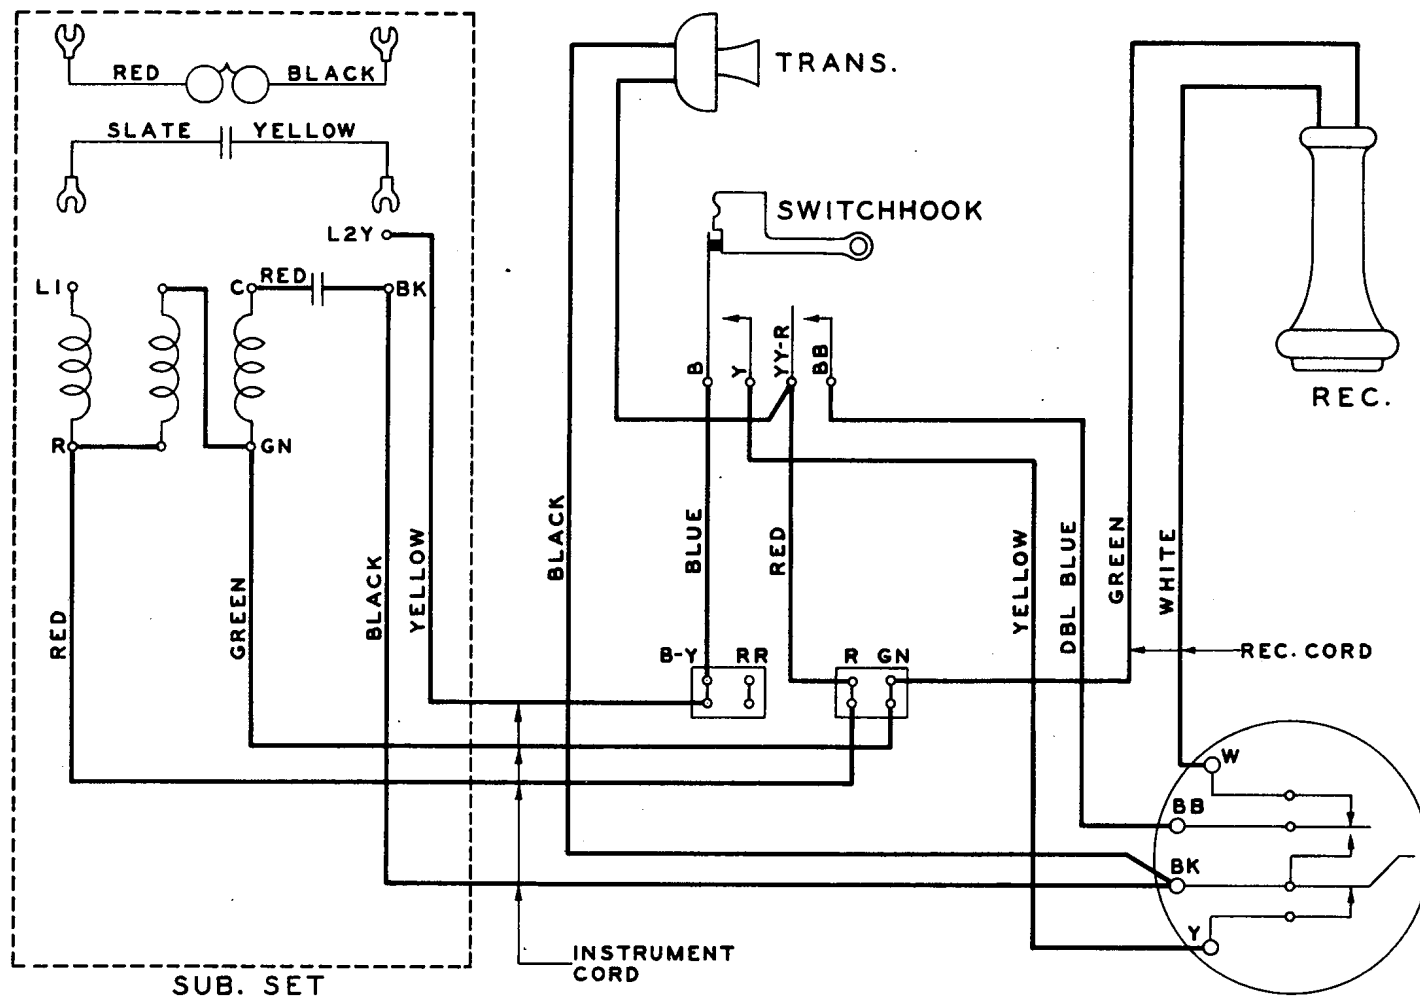 RED
BLACK
SLATE
YELLOW
L2Y
L1
C
RED
BK
R
GN
RED
GREEN
BLACK
YELLOW
SUB. SET
TRANS.
SWITCHHOOK
B
Y
YY-R
BB
BLACK
BLUE
RED
YELLOW
DBL BLUE
GREEN
WHITE
REC.
B-Y
RR
R
GN
REC. CORD
W
BB
BK
Y
INSTRUMENT
CORD